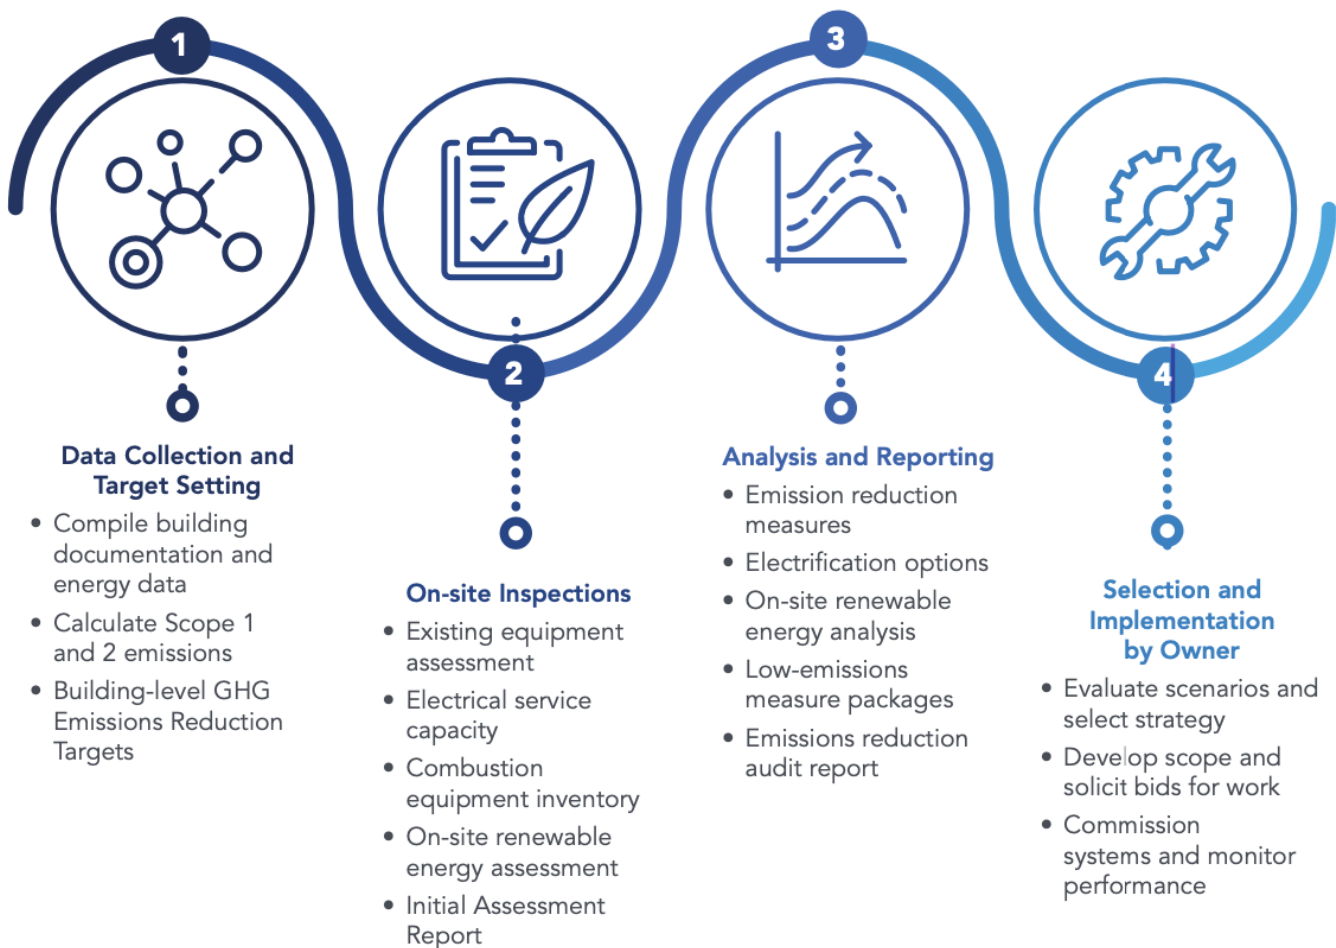 1
Data Collection and
Target Setting
• Compile building
documentation and
energy data
• Calculate Scope 1
and 2 emissions
• Building-level GHG
Emissions Reduction
Targets
2
On-site Inspections
• Existing equipment
assessment
• Electrical service
capacity
• Combustion
equipment inventory
• On-site renewable
energy assessment
• Initial Assessment
Report
3
Analysis and Reporting
• Emission reduction
measures
• Electrification options
• On-site renewable
energy analysis
• Low-emissions
measure packages
• Emissions reduction
audit report
4
Selection and
Implementation
by Owner
• Evaluate scenarios and
select strategy
• Develop scope and
solicit bids for work
• Commission
systems and monitor
performance